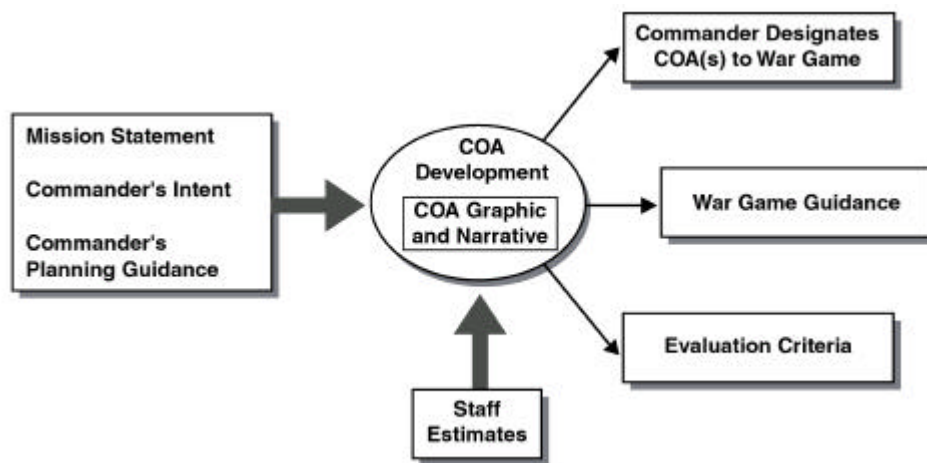 Mission Statement
Commander's Intent
Commander's
Planning Guidance
COA
Development
COA Graphic
and Narrative
Staff
Estimates
Commander Designates
COA(s) to War Game
War Game Guidance
Evaluation Criteria